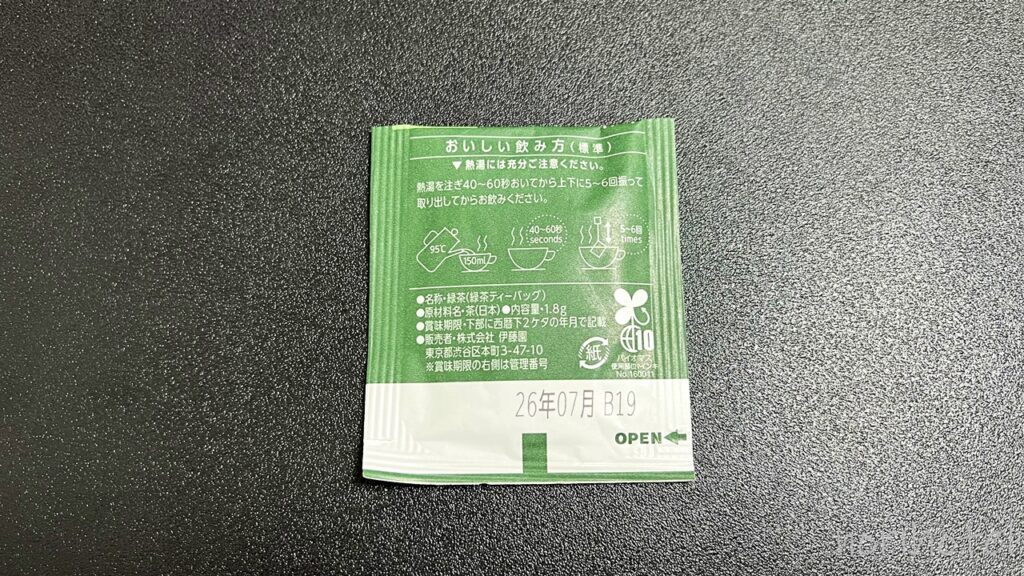 おいしい飲み方(標準)
▼熱湯には充分ご注意ください。
熱湯を注ぎ40〜60秒おいてから上下に5〜6回振って
取り出してからお飲みください。
95℃
150ml
40〜60秒
seconds
5〜6回
times
●名称・緑茶(緑茶ティーバッグ)
●原材料名・茶(日本)●内容量・1.8g
●賞味期限・下部に西暦下2ケタの年月で記載
●販売者・株式会社 伊藤園
東京都渋谷区本町3-47-10
※賞味期限の右側は管理番号
紙
10
バイオマス
使用部位:インキ
26年07月 B19
OPEN